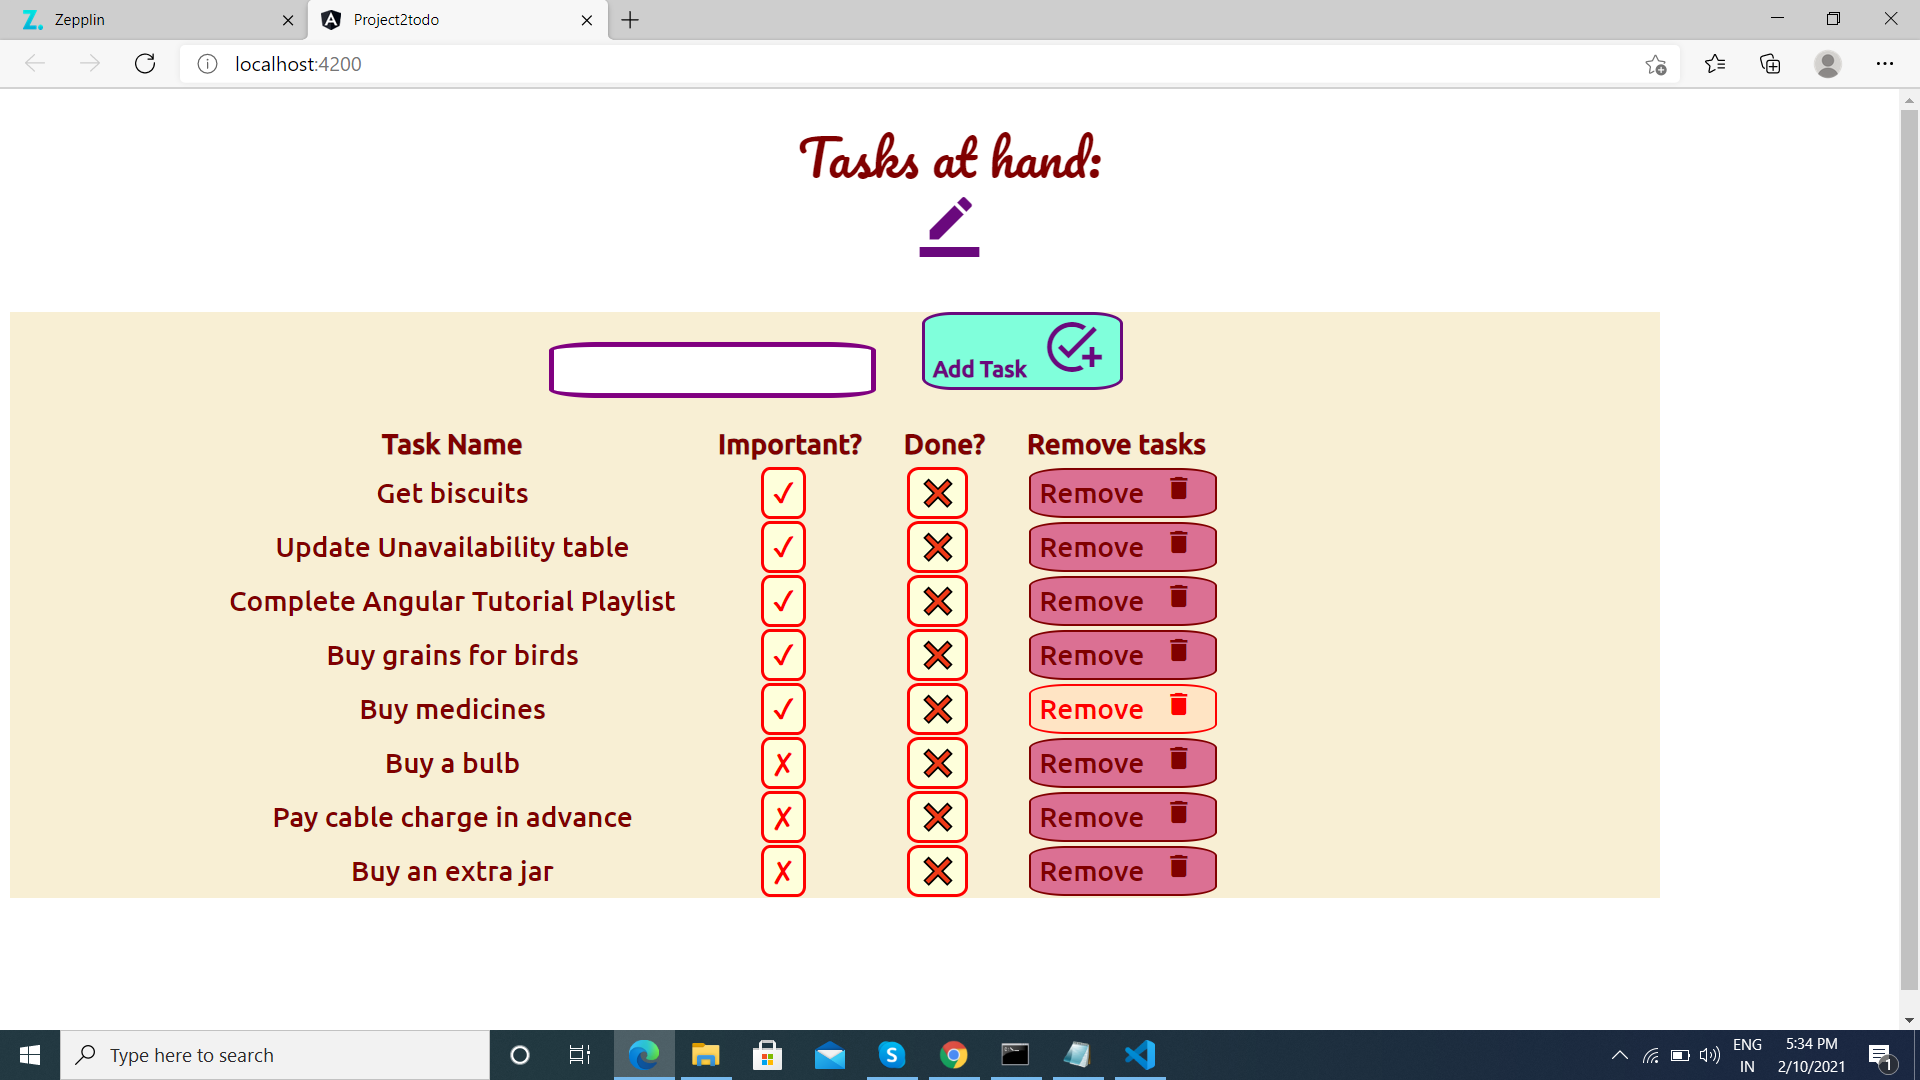 Z. Zepplin
Project2todo
localhost:4200
Tasks at hand:
Add Task
Task Name Important? Done? Remove tasks
Get biscuits ✓ ❌ Remove
Update Unavailability table ✓ ❌ Remove
Complete Angular Tutorial Playlist ✓ ❌ Remove
Buy grains for birds ✓ ❌ Remove
Buy medicines ✓ ❌ Remove
Buy a bulb ✗ ❌ Remove
Pay cable charge in advance ✗ ❌ Remove
Buy an extra jar ✗ ❌ Remove
Type here to search
ENG
IN
5:34 PM
2/10/2021
1